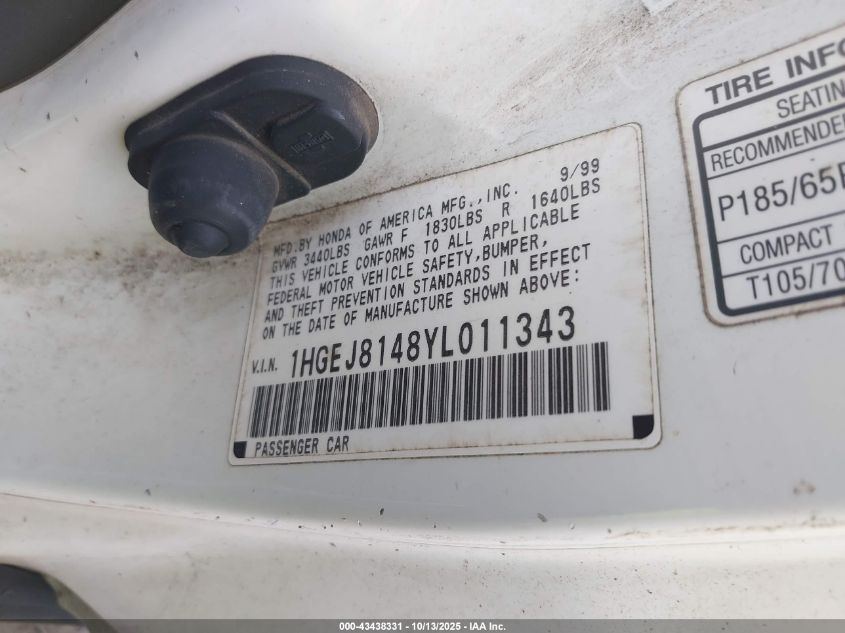 MFD.BY HONDA OF AMERICA MFG.,INC. 9/99
GVWR 3440LBS GAWR F 1830LBS R 1640LBS
THIS VEHICLE CONFORMS TO ALL APPLICABLE
FEDERAL MOTOR VEHICLE SAFETY,BUMPER,
AND THEFT PREVENTION STANDARDS IN EFFECT
ON THE DATE OF MANUFACTURE SHOWN ABOVE:
V.I.N. 1HGEJ8148YL011343
PASSENGER CAR
TIRE INFO
SEATIN
RECOMMENDE
P185/65
COMPACT
T105/70
000-43438331 - 10/13/2025 - IAA Inc.